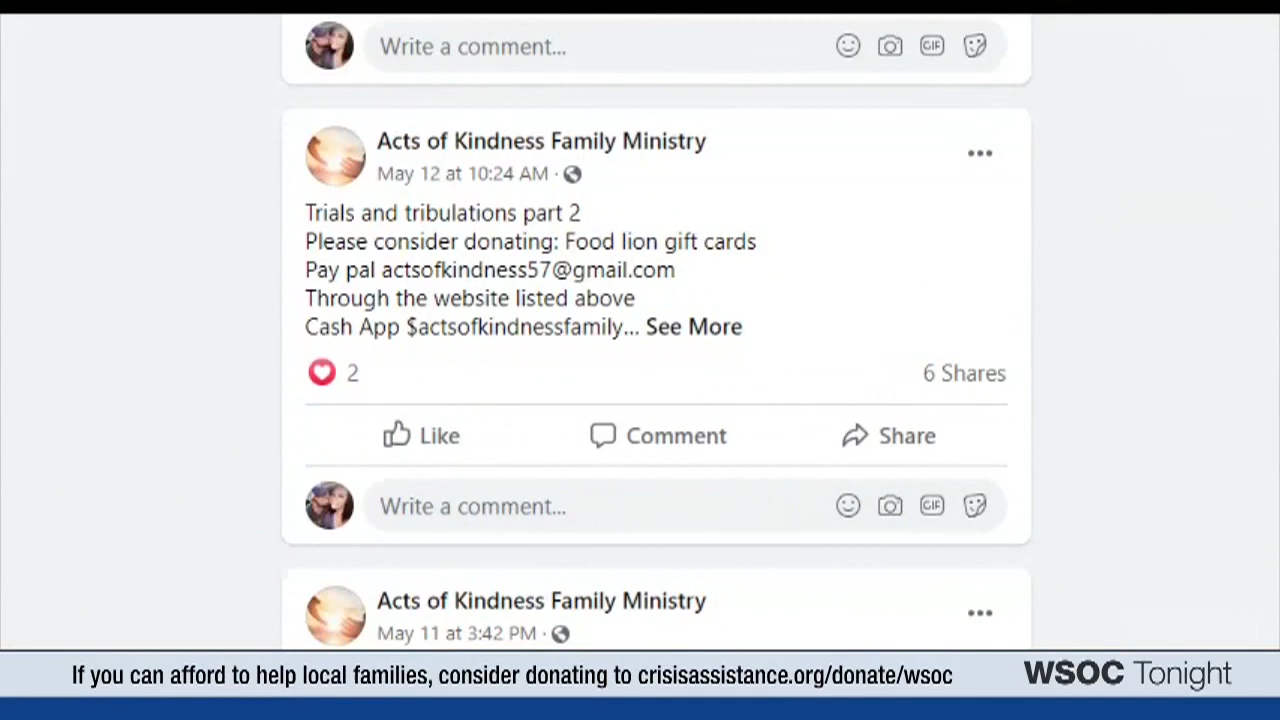 Write a comment...
GIF
Acts of Kindness Family Ministry
May 12 at 10:24 AM ·
Trials and tribulations part 2
Please consider donating: Food lion gift cards
Pay pal actsofkindness57@gmail.com
Through the website listed above
Cash App $actsofkindnessfamily... See More
2
6 Shares
Like
Comment
Share
Write a comment...
GIF
Acts of Kindness Family Ministry
May 11 at 3:42 PM ·
If you can afford to help local families, consider donating to crisisassistance.org/donate/wsoc
WSOC Tonight